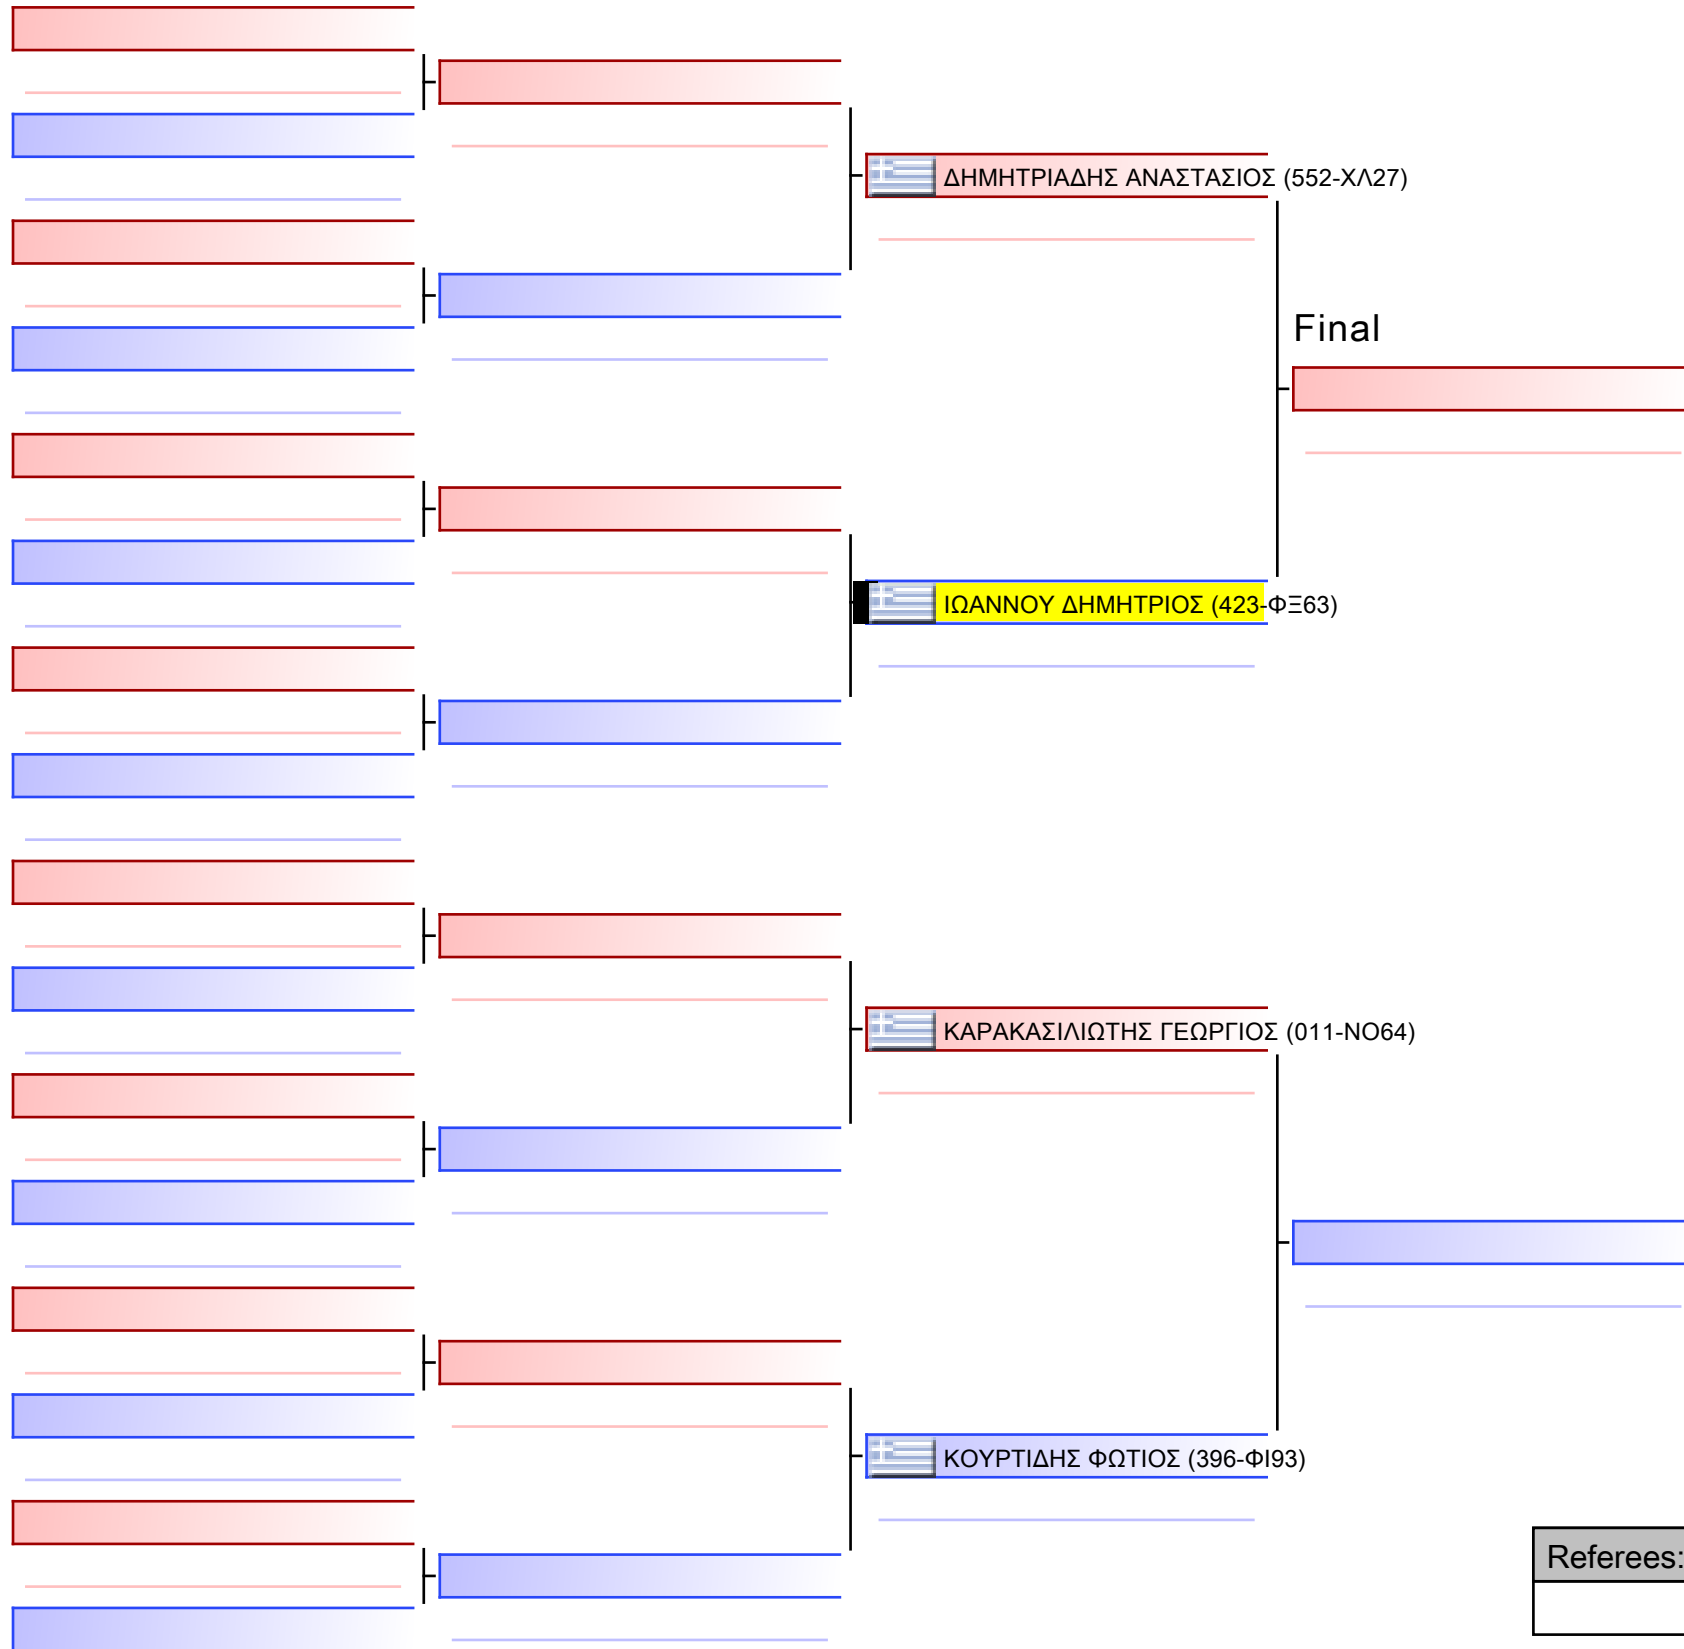 ΔΗΜΗΤΡΙΑΔΗΣ ΑΝΑΣΤΑΣΙΟΣ (552-ΧΛ27)
Final
ΙΩΑΝΝΟΥ ΔΗΜΗΤΡΙΟΣ (423-ΦΞ63)
ΚΑΡΑΚΑΣΙΛΙΩΤΗΣ ΓΕΩΡΓΙΟΣ (011-ΝΟ64)
ΚΟΥΡΤΙΔΗΣ ΦΩΤΙΟΣ (396-ΦΙ93)
Referees: